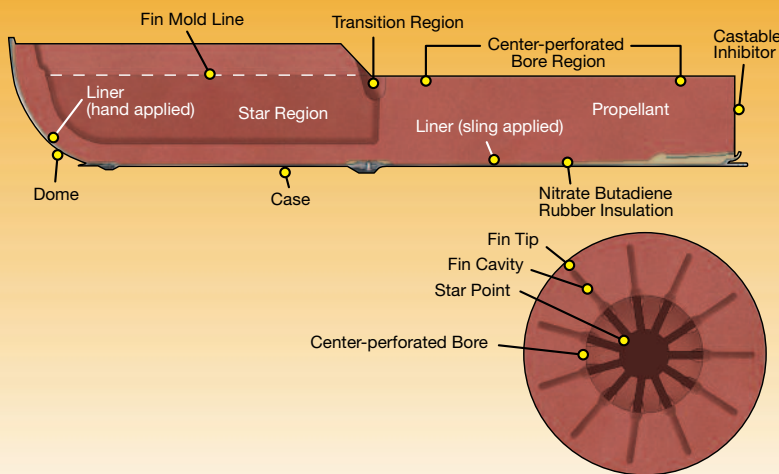 Fin Mold Line
Transition Region
Center-perforated
Bore Region
Castable
Inhibitor
Liner
(hand applied)
Star Region
Propellant
Liner (sling applied)
Dome
Case
Nitrate Butadiene
Rubber Insulation
Fin Tip
Fin Cavity
Star Point
Center-perforated Bore